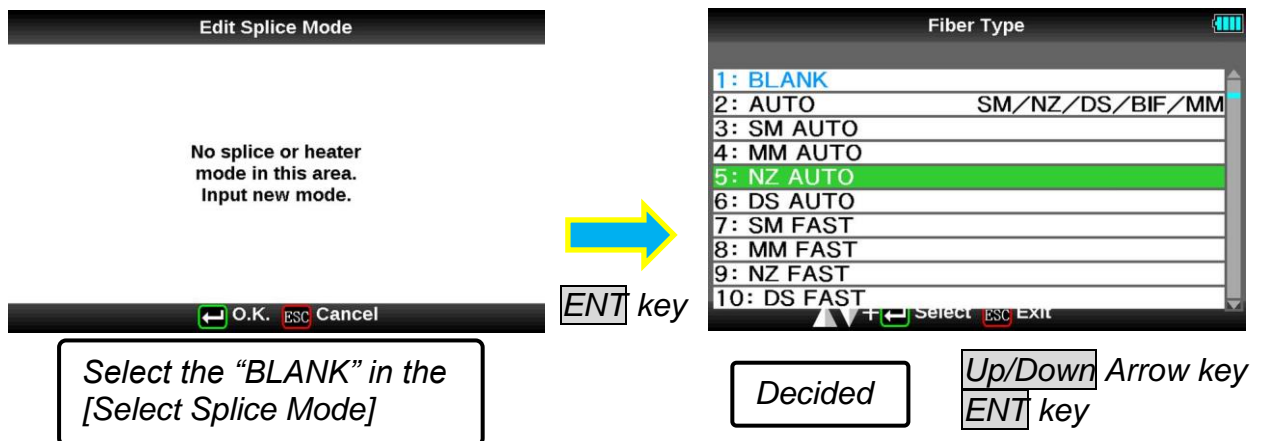 Edit Splice Mode
No splice or heater
mode in this area.
Input new mode.
O.K. ESC Cancel
Select the “BLANK” in the
[Select Splice Mode]
ENT key
Fiber Type
1: BLANK
2: AUTO SM/NZ/DS/BIF/MM
3: SM AUTO
4: MM AUTO
5: NZ AUTO
6: DS AUTO
7: SM FAST
8: MM FAST
9: NZ FAST
10: DS FAST
+ Select ESC Exit
Decided
Up/Down Arrow key
ENT key